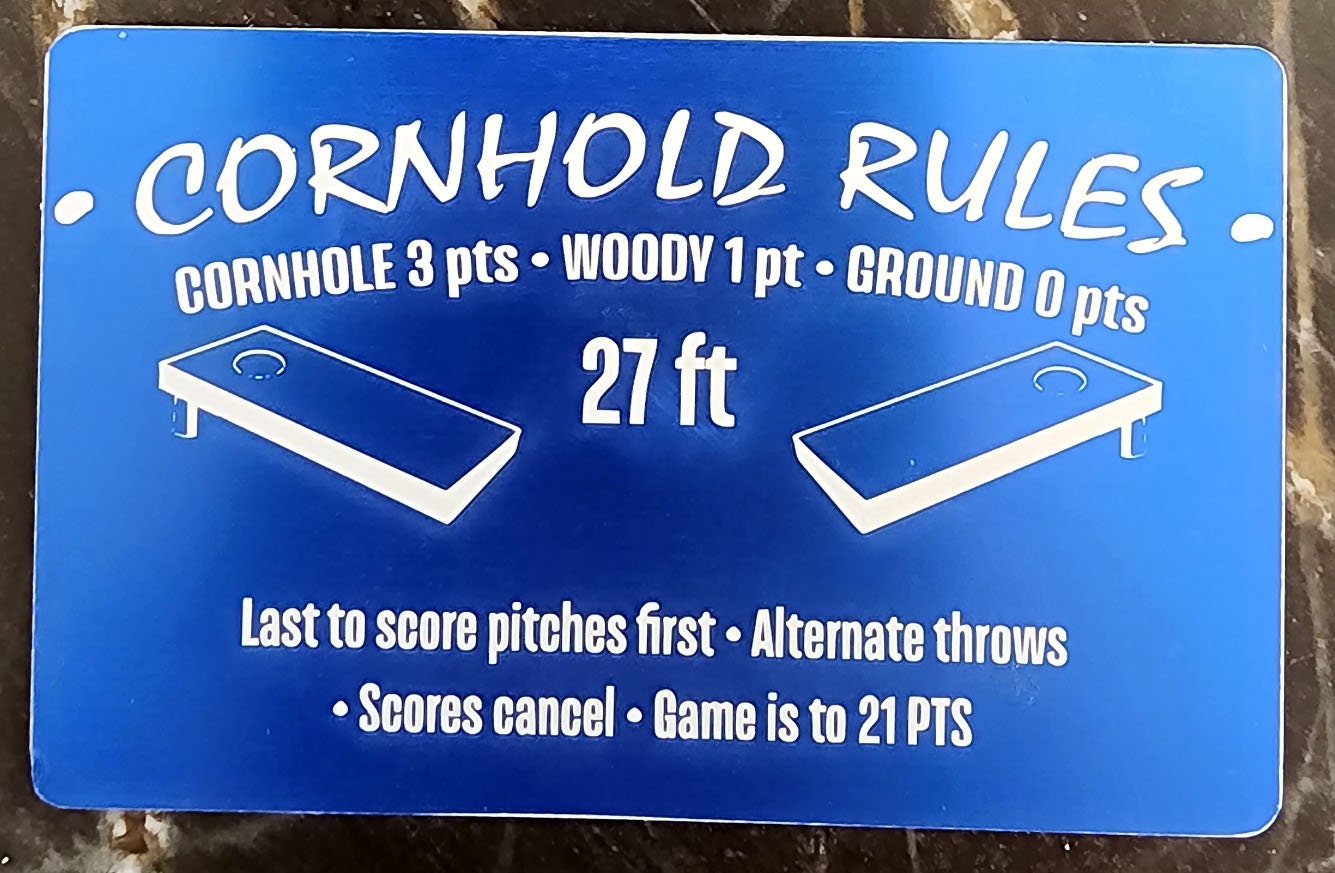 • CORNHOLD RULES •
CORNHOLE 3 pts • WOODY 1 pt • GROUND 0 pts
27 ft
Last to score pitches first • Alternate throws
• Scores cancel • Game is to 21 PTS